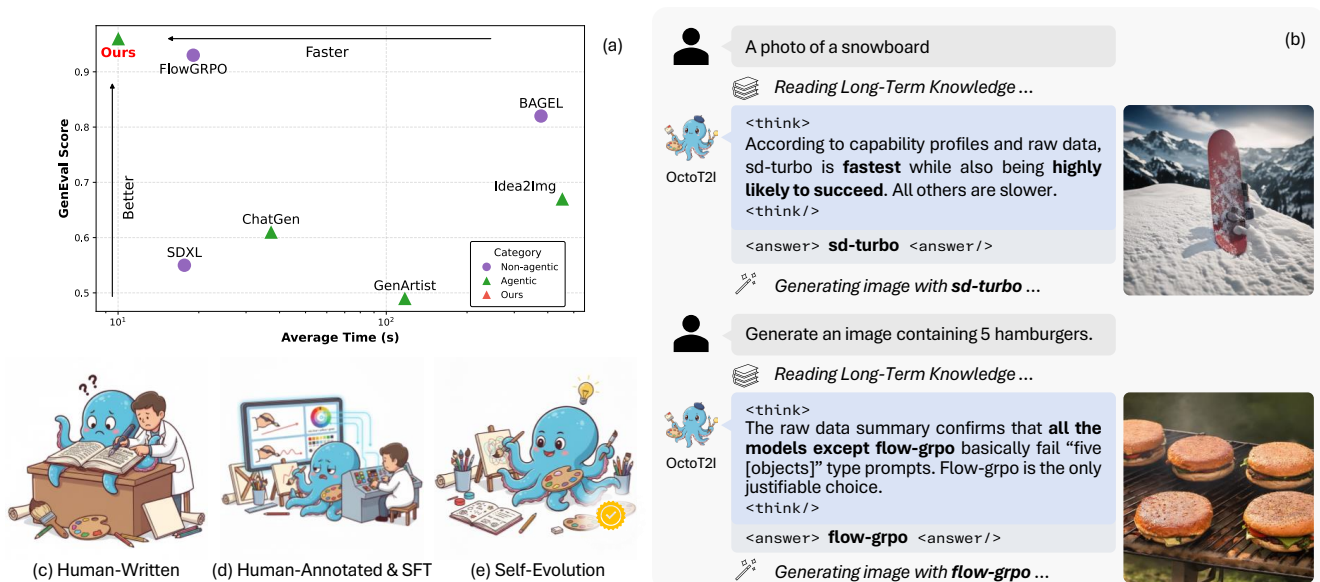 (a)
Ours
Faster
FlowGRPO
BAGEL
Idea2Img
ChatGen
SDXL
GenArtist
Better
GenEval Score
0.9
0.8
0.7
0.6
0.5
Category
Non-agentic
Agentic
Ours
10¹
10²
Average Time (s)
??
(c) Human-Written
(d) Human-Annotated & SFT
(e) Self-Evolution
(b)
A photo of a snowboard
Reading Long-Term Knowledge ...
OctoT2I
<think>
According to capability profiles and raw data,
sd-turbo is fastest while also being highly
likely to succeed. All others are slower.
<think/>
<answer> sd-turbo <answer/>
Generating image with sd-turbo ...
Generate an image containing 5 hamburgers.
Reading Long-Term Knowledge ...
OctoT2I
<think>
The raw data summary confirms that all the
models except flow-grpo basically fail “five
[objects]” type prompts. Flow-grpo is the only
justifiable choice.
<think/>
<answer> flow-grpo <answer/>
Generating image with flow-grpo ...